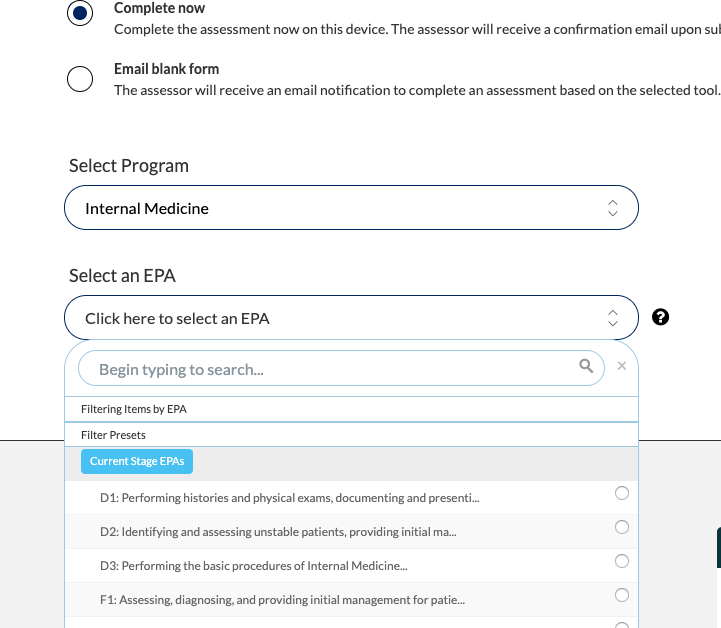 Complete now
Complete the assessment now on this device. The assessor will receive a confirmation email upon sub
Email blank form
The assessor will receive an email notification to complete an assessment based on the selected tool.
Select Program
Internal Medicine
Select an EPA
Click here to select an EPA
?
Begin typing to search...
×
Filtering Items by EPA
Filter Presets
Current Stage EPAs
D1: Performing histories and physical exams, documenting and presenti...
D2: Identifying and assessing unstable patients, providing initial ma...
D3: Performing the basic procedures of Internal Medicine...
F1: Assessing, diagnosing, and providing initial management for patie...